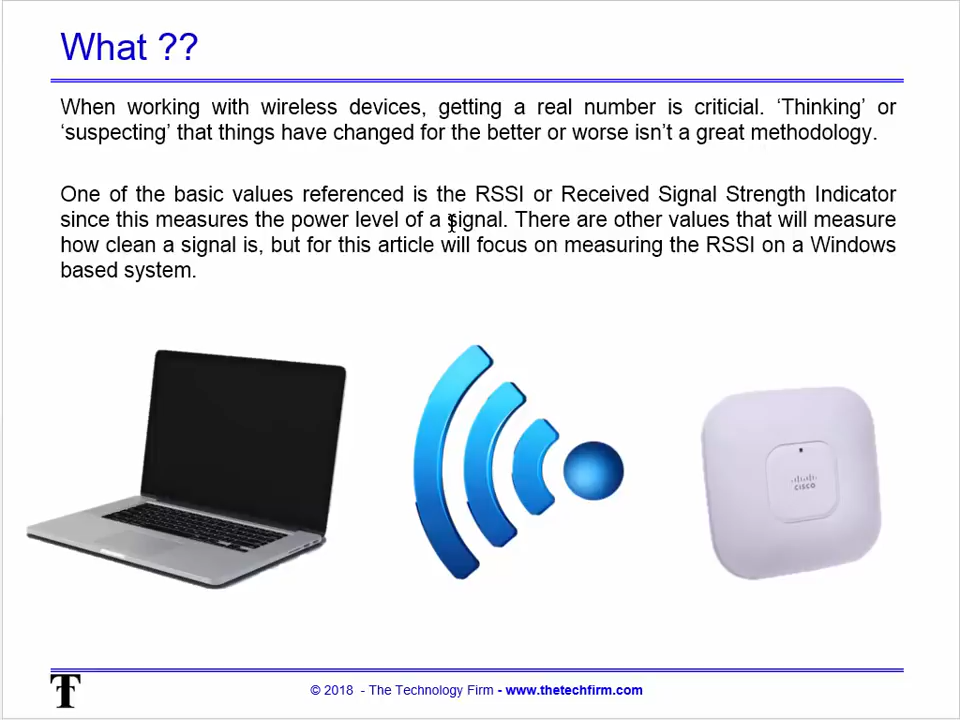 What ??
When working with wireless devices, getting a real number is criticial. ‘Thinking’ or
‘suspecting’ that things have changed for the better or worse isn’t a great methodology.
One of the basic values referenced is the RSSI or Received Signal Strength Indicator
since this measures the power level of a signal. There are other values that will measure
how clean a signal is, but for this article will focus on measuring the RSSI on a Windows
based system.
cisco
© 2018 - The Technology Firm - www.thetechfirm.com